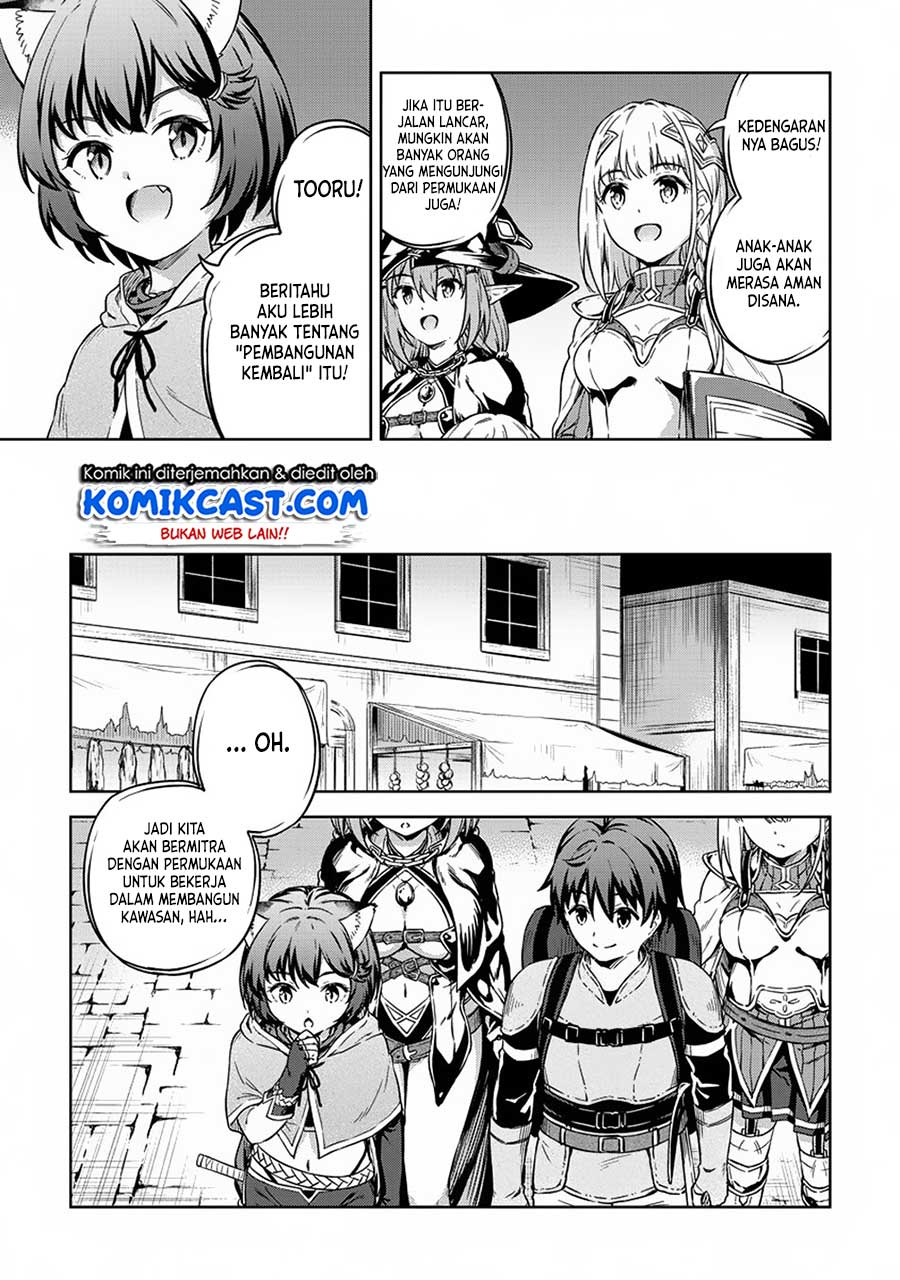 KEDENGARAN
NYA BAGUS!
ANAK-ANAK
JUGA AKAN
MERASA AMAN
DISANA.
JIKA ITU BER-
JALAN LANCAR,
MUNGKIN AKAN
BANYAK ORANG
YANG MENGUNJUNGI
DARI PERMUKAAN
JUGA!
TOORU!
BERITAHU
AKU LEBIH
BANYAK TENTANG
"PEMBANGUNAN
KEMBALI" ITU!
Komik ini diterjemahkan & diedit oleh
KOMIKCAST.COM
BUKAN WEB LAIN!!
... OH.
JADI KITA
AKAN BERMITRA
DENGAN PERMUKAAN
UNTUK BEKERJA
DALAM MEMBANGUN
KAWASAN, HAH...